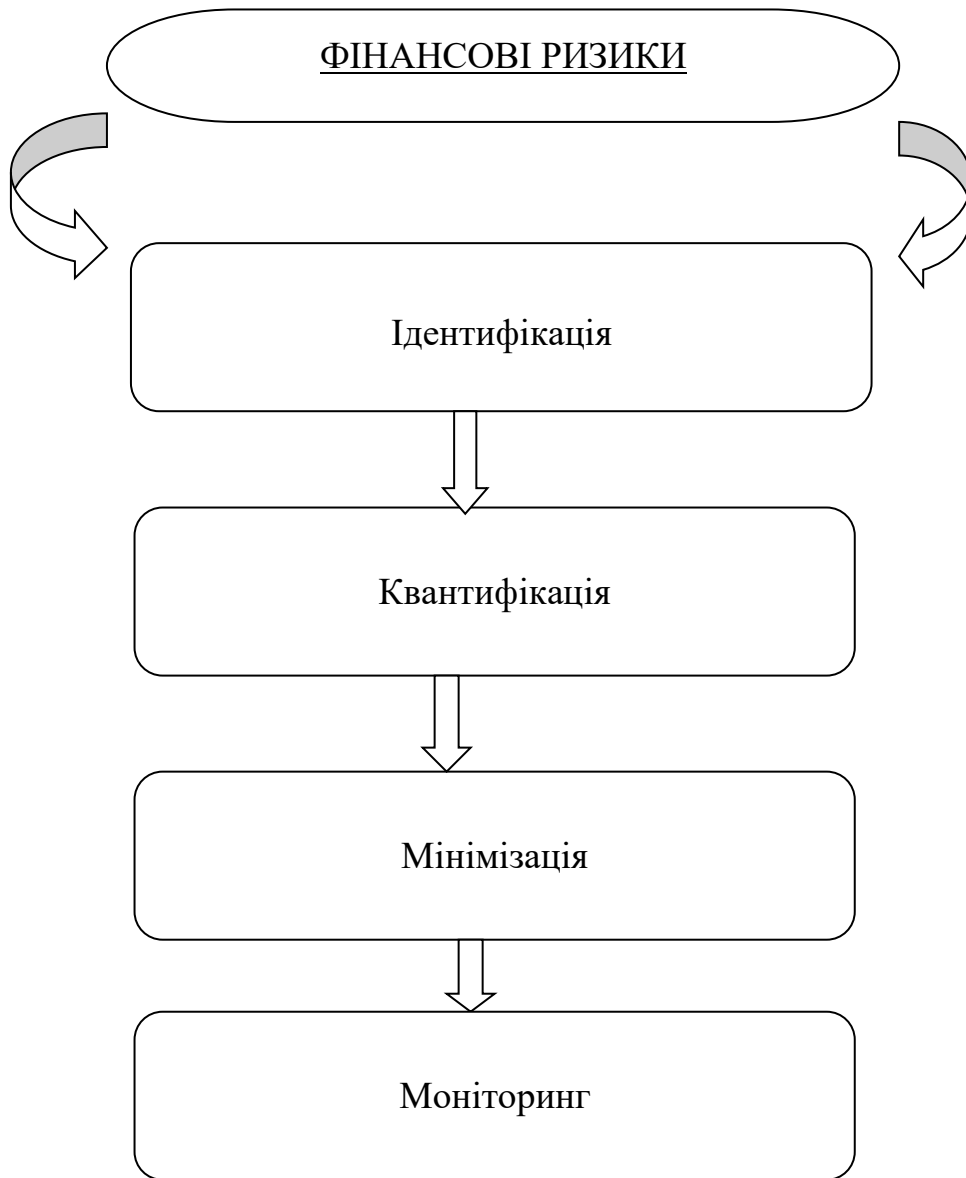 ФІНАНСОВІ РИЗИКИ
Ідентифікація
Квантифікація
Мінімізація
Моніторинг